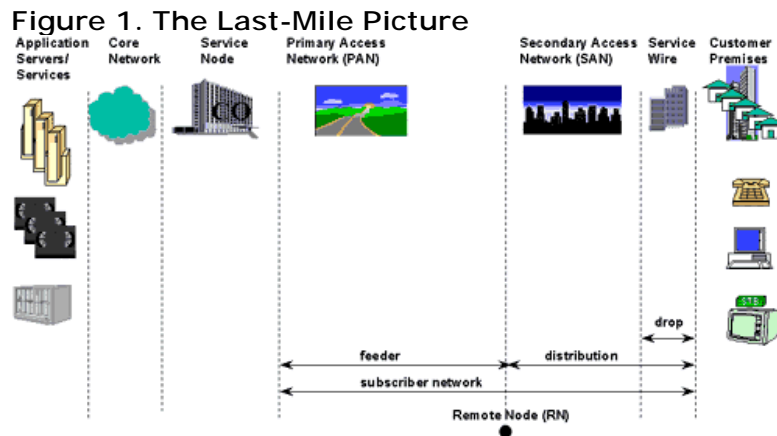 Figure 1. The Last-Mile Picture
Application
Servers/
Services
Core
Network
Service
Node
Primary Access
Network (PAN)
Secondary Access
Network (SAN)
Service
Wire
Customer
Premises
CO
STB
drop
feeder
distribution
subscriber network
Remote Node (RN)